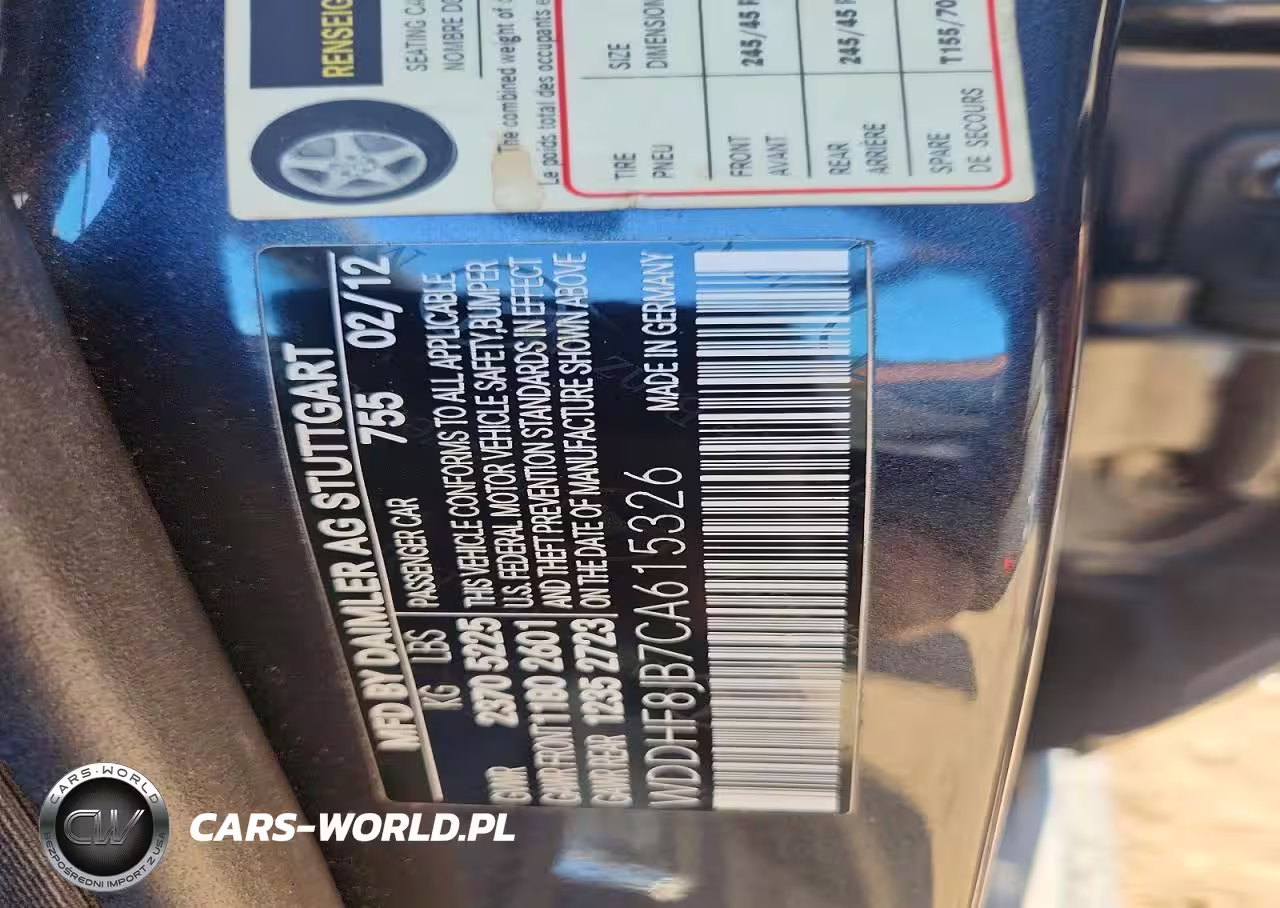 RENSEIG
SEATING CA
NOMBRE DE
The combined weight of
Le poids total des occupants e
TIRE SIZE
PNEU DIMENSION
FRONT 245/45
AVANT
REAR 245/45
ARRIÈRE
SPARE T155/70
DE SECOURS
MFD BY DAIMLER AG STUTTGART
755 02/12
KG LBS PASSENGER CAR
GVWR 2370 5225
GAWR FRONT 1180 2601
GAWR REAR 1235 2723
THIS VEHICLE CONFORMS TO ALL APPLICABLE
U.S. FEDERAL MOTOR VEHICLE SAFETY,BUMPER
AND THEFT PREVENTION STANDARDS IN EFFECT
ON THE DATE OF MANUFACTURE SHOWN ABOVE
WDDHF8JB7CA615326 MADE IN GERMANY
CARS-WORLD
CW
BEZPOŚREDNI IMPORT Z USA
CARS-WORLD.PL